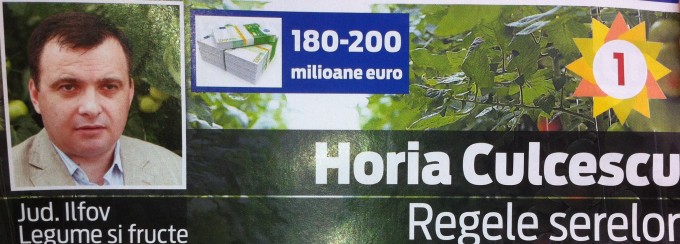 180-200
milioane euro
1
Horia Culcescu
Regele serelor
Jud. Ilfov
Legume si fructe